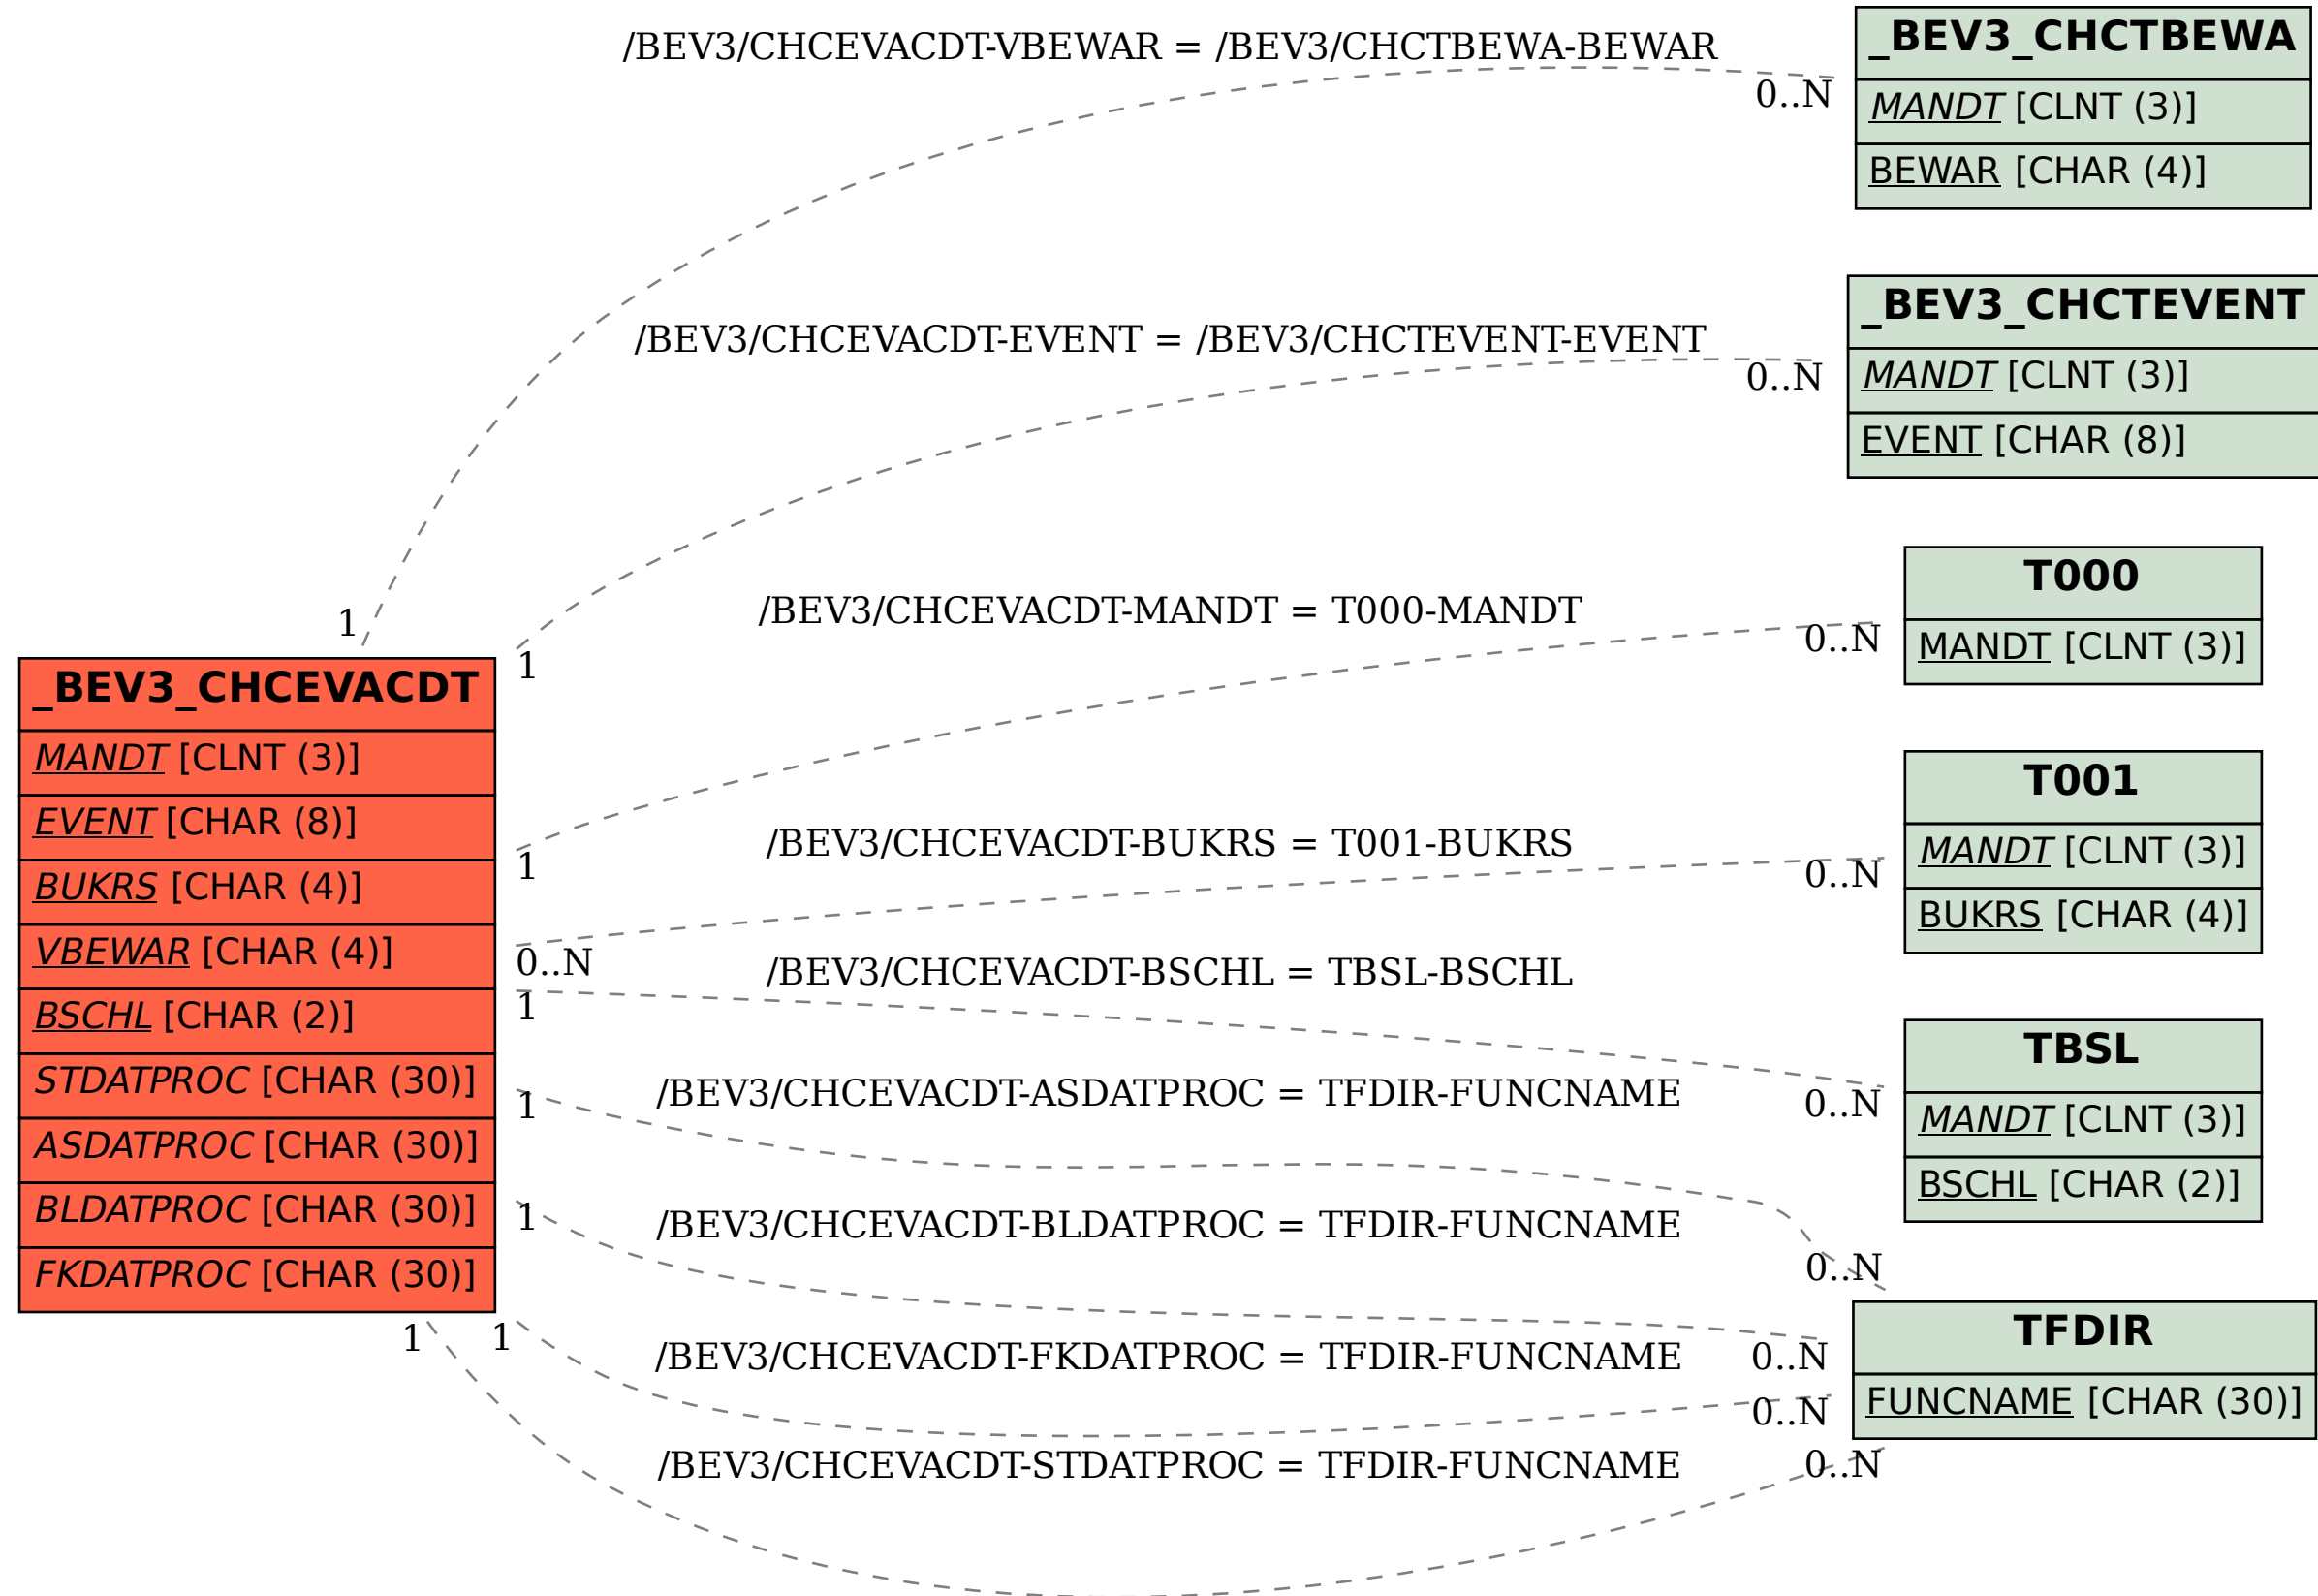 /BEV3/CHCEVACDT-VBEWAR = /BEV3/CHCTBEWA-BEWAR
0..N
1
_BEV3_CHCTBEWA
MANDT [CLNT (3)]
BEWAR [CHAR (4)]
/BEV3/CHCEVACDT-EVENT = /BEV3/CHCTEVENT-EVENT
0..N
1
_BEV3_CHCTEVENT
MANDT [CLNT (3)]
EVENT [CHAR (8)]
/BEV3/CHCEVACDT-MANDT = T000-MANDT
0..N
1
T000
MANDT [CLNT (3)]
_BEV3_CHCEVACDT
MANDT [CLNT (3)]
EVENT [CHAR (8)]
BUKRS [CHAR (4)]
VBEWAR [CHAR (4)]
BSCHL [CHAR (2)]
STDATPROC [CHAR (30)]
ASDATPROC [CHAR (30)]
BLDATPROC [CHAR (30)]
FKDATPROC [CHAR (30)]
/BEV3/CHCEVACDT-BUKRS = T001-BUKRS
0..N
0..N
T001
MANDT [CLNT (3)]
BUKRS [CHAR (4)]
/BEV3/CHCEVACDT-BSCHL = TBSL-BSCHL
1
0..N
TBSL
MANDT [CLNT (3)]
BSCHL [CHAR (2)]
/BEV3/CHCEVACDT-ASDATPROC = TFDIR-FUNCNAME
1
0..N
/BEV3/CHCEVACDT-BLDATPROC = TFDIR-FUNCNAME
1
0..N
/BEV3/CHCEVACDT-FKDATPROC = TFDIR-FUNCNAME
1
0..N
/BEV3/CHCEVACDT-STDATPROC = TFDIR-FUNCNAME
1
0..N
TFDIR
FUNCNAME [CHAR (30)]